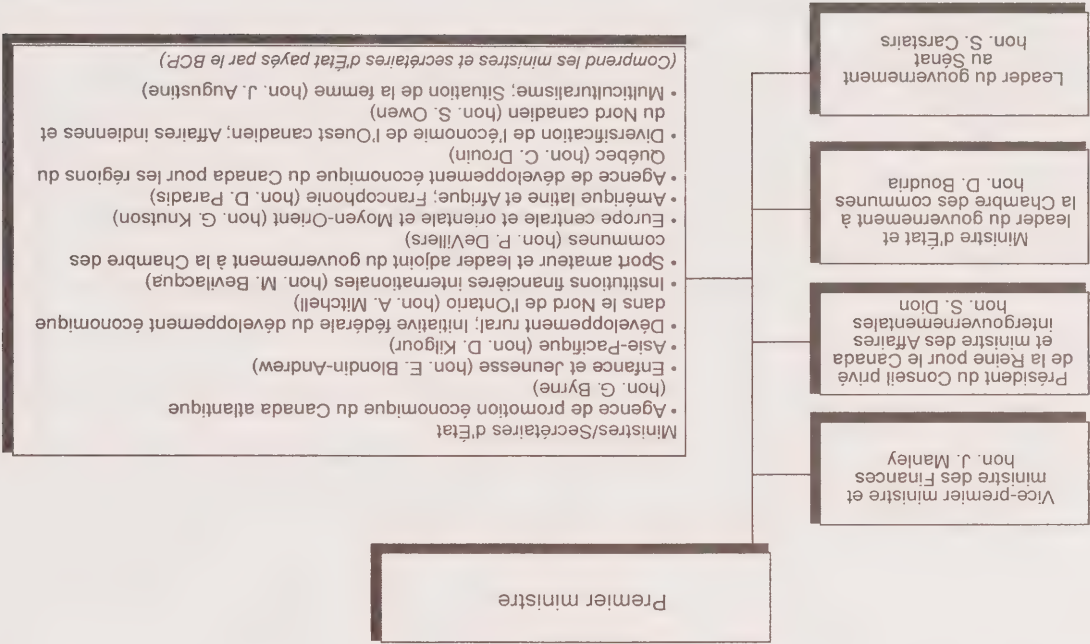 Premier ministre
Vice-premier ministre et
ministre des Finances
hon. J. Manley
Président du Conseil privé
de la Reine pour le Canada
et ministre des Affaires
intergouvernementales
hon. S. Dion
Ministre d'État et
leader du gouvernement à
la Chambre des communes
hon. D. Boudria
Leader du gouvernement
au Sénat
hon. S. Carstairs
Ministres/Secrétaires d'État
• Agence de promotion économique du Canada atlantique
(hon. G. Byrne)
• Enfance et Jeunesse (hon. E. Blondin-Andrew)
• Asie-Pacifique (hon. D. Kilgour)
• Développement rural; Initiative fédérale du développement économique
dans le Nord de l'Ontario (hon. A. Mitchell)
• Institutions financières internationales (hon. M. Bevilacqua)
• Sport amateur et leader adjoint du gouvernement à la Chambre des
communes (hon. P. DeVillers)
• Europe centrale et orientale et Moyen-Orient (hon. G. Knutson)
• Amérique latine et Afrique; Francophonie (hon. D. Paradis)
• Agence de développement économique du Canada pour les régions du
Québec (hon. C. Drouin)
• Diversification de l'économie de l'Ouest canadien; Affaires indiennes et
du Nord canadien (hon. S. Owen)
• Multiculturalisme; Situation de la femme (hon. J. Augustine)
(Comprend les ministres et secrétaires d'État payés par le BCP.)